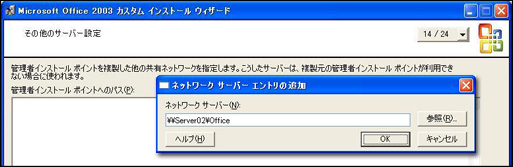 Microsoft Office 2003 カスタム インストール ウィザード
その他のサーバー設定
14 / 24
管理者インストール ポイントを複製した他の共有ネットワークを指定します。こうしたサーバーは、複製元の管理者インストール ポイントが利用でき
ない場合に使われます。
管理者インストール ポイントへのパス(P):
ネットワーク サーバー エントリの追加
ネットワーク サーバー(N):
¥¥Server02¥Office
参照(R)...
ヘルプ(H)
OK
キャンセル